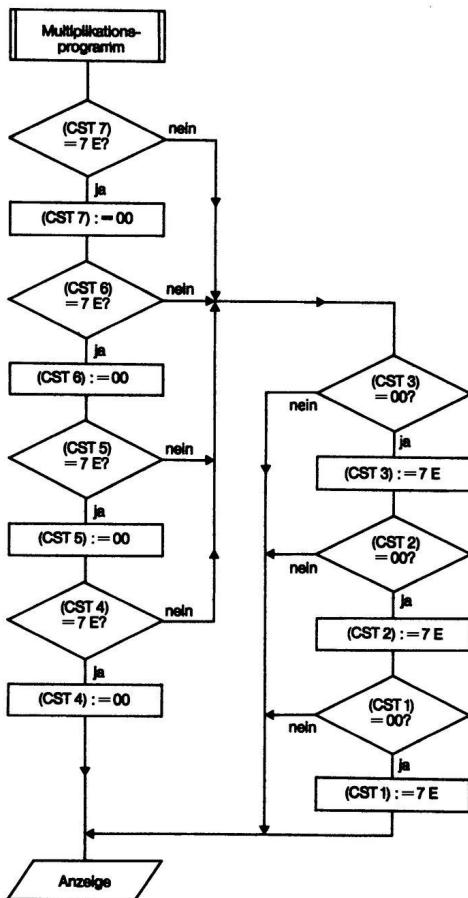 Multiplikations-
programm
(CST 7)
= 7 E?
nein
ja
(CST 7) : = 00
(CST 6)
= 7 E?
nein
ja
(CST 6) : = 00
(CST 5)
= 7 E?
nein
ja
(CST 5) : = 00
(CST 4)
= 7 E?
nein
ja
(CST 4) : = 00
(CST 3)
= 00?
nein
ja
(CST 3) : = 7 E
(CST 2)
= 00?
nein
ja
(CST 2) : = 7 E
(CST 1)
= 00?
nein
ja
(CST 1) : = 7 E
Anzeige